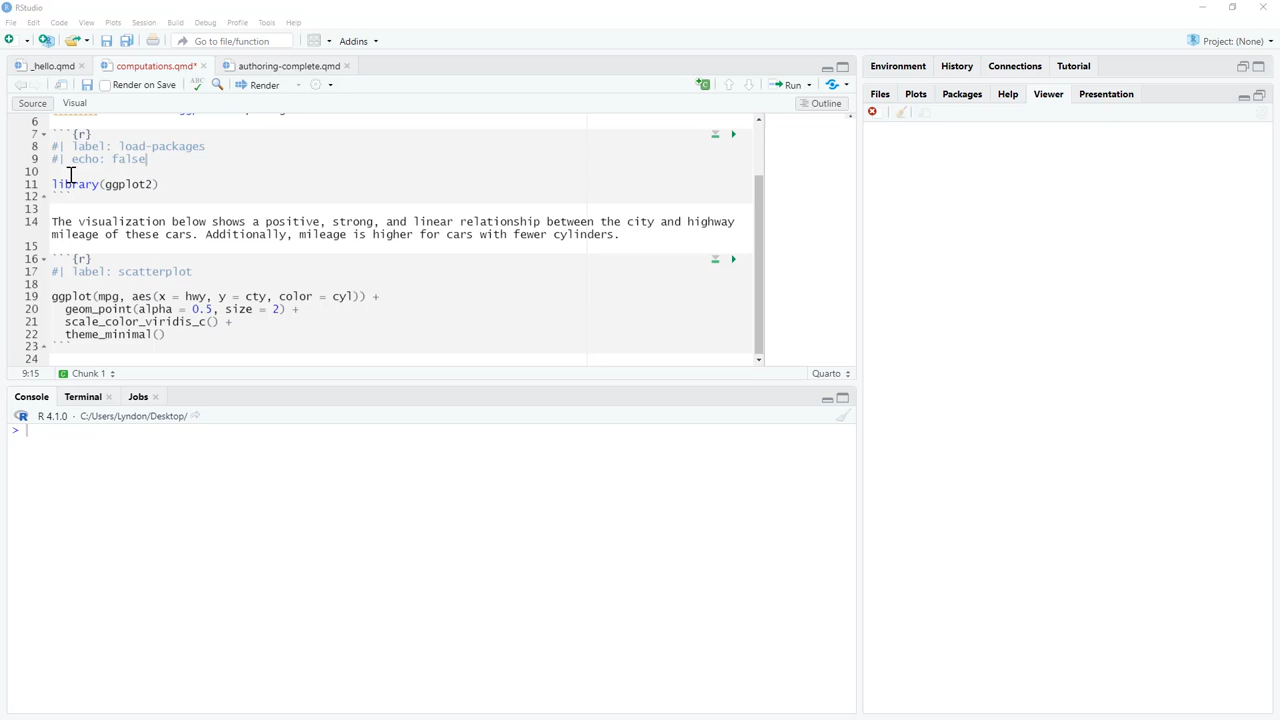 RStudio
File Edit Code View Plots Session Build Debug Profile Tools Help
Go to file/function Addins Project: (None)
_hello.qmd computations.qmd* authoring-complete.qmd
Render on Save ABC Render Run
Source Visual Outline
6
7 ```{r}
8 #| label: load-packages
9 #| echo: false
10
11 library(ggplot2)
12 ```
13
14 The visualization below shows a positive, strong, and linear relationship between the city and highway
mileage of these cars. Additionally, mileage is higher for cars with fewer cylinders.
15
16 ```{r}
17 #| label: scatterplot
18
19 ggplot(mpg, aes(x = hwy, y = cty, color = cyl)) +
20 geom_point(alpha = 0.5, size = 2) +
21 scale_color_viridis_c() +
22 theme_minimal()
23 ```
24
9:15 Chunk 1 Quarto
Console Terminal Jobs
R 4.1.0 · C:/Users/Lyndon/Desktop/
>
Environment History Connections Tutorial
Files Plots Packages Help Viewer Presentation